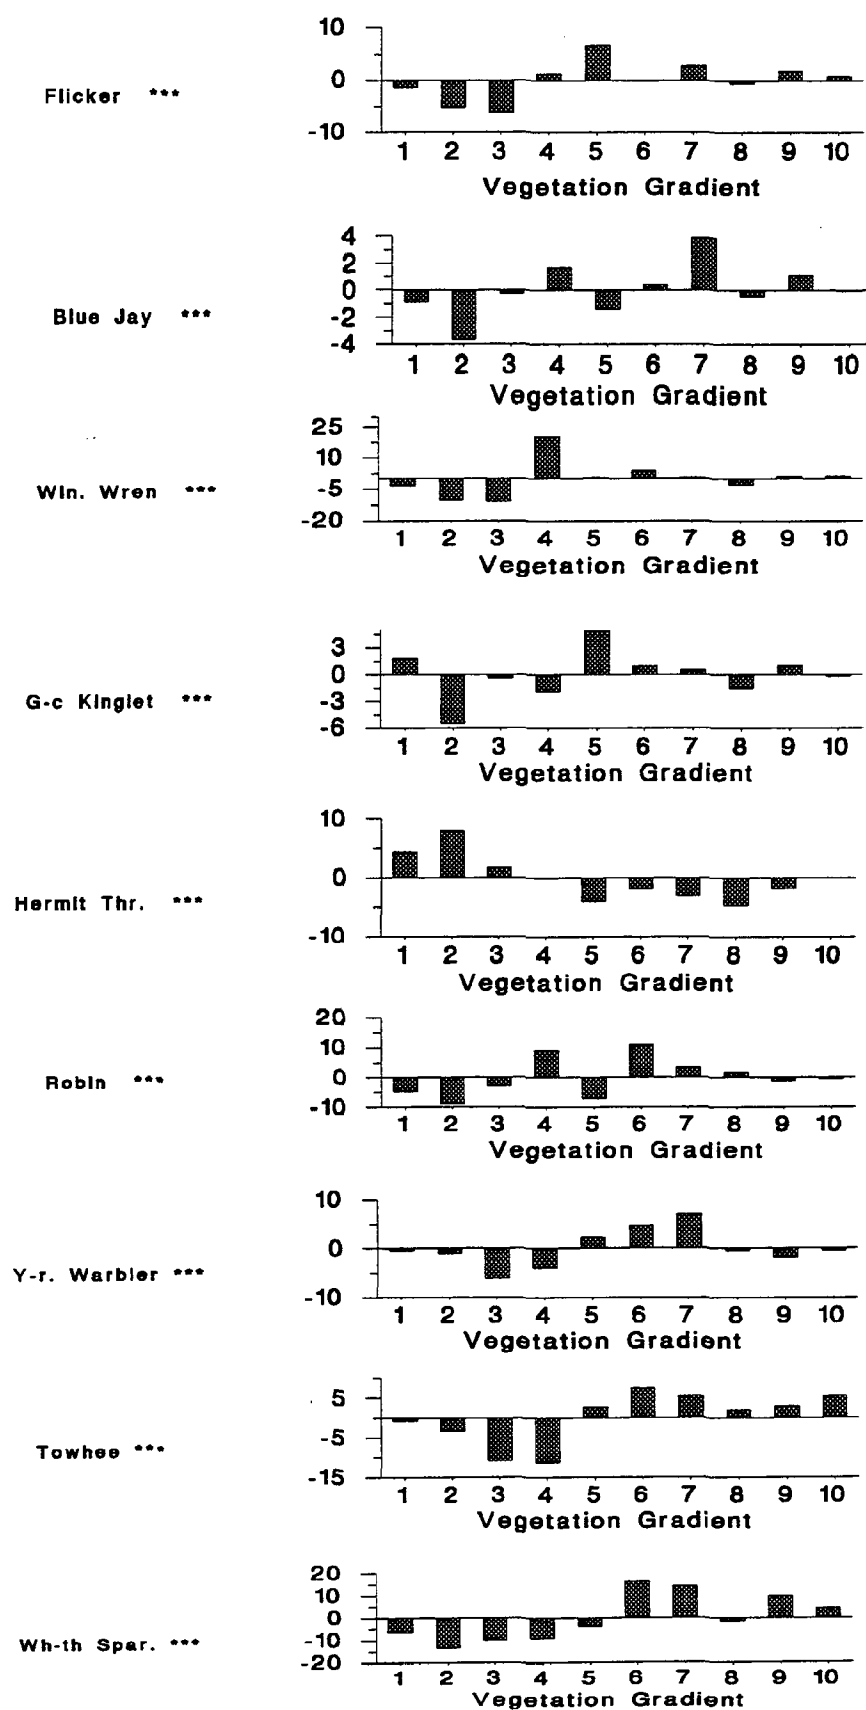 10
0
-10
Flicker ***
1 2 3 4 5 6 7 8 9 10
Vegetation Gradient
4
2
0
-2
-4
Blue Jay ***
1 2 3 4 5 6 7 8 9 10
Vegetation Gradient
25
10
-5
-20
Win. Wren ***
1 2 3 4 5 6 7 8 9 10
Vegetation Gradient
3
0
-3
-6
G-c Kinglet ***
1 2 3 4 5 6 7 8 9 10
Vegetation Gradient
10
0
-10
Hermit Thr. ***
1 2 3 4 5 6 7 8 9 10
Vegetation Gradient
20
10
0
-10
Robin ***
1 2 3 4 5 6 7 8 9 10
Vegetation Gradient
10
0
-10
Y-r. Warbler ***
1 2 3 4 5 6 7 8 9 10
Vegetation Gradient
5
-5
-15
Towhee ***
1 2 3 4 5 6 7 8 9 10
Vegetation Gradient
20
10
0
-10
-20
Wh-th Spar. ***
1 2 3 4 5 6 7 8 9 10
Vegetation Gradient